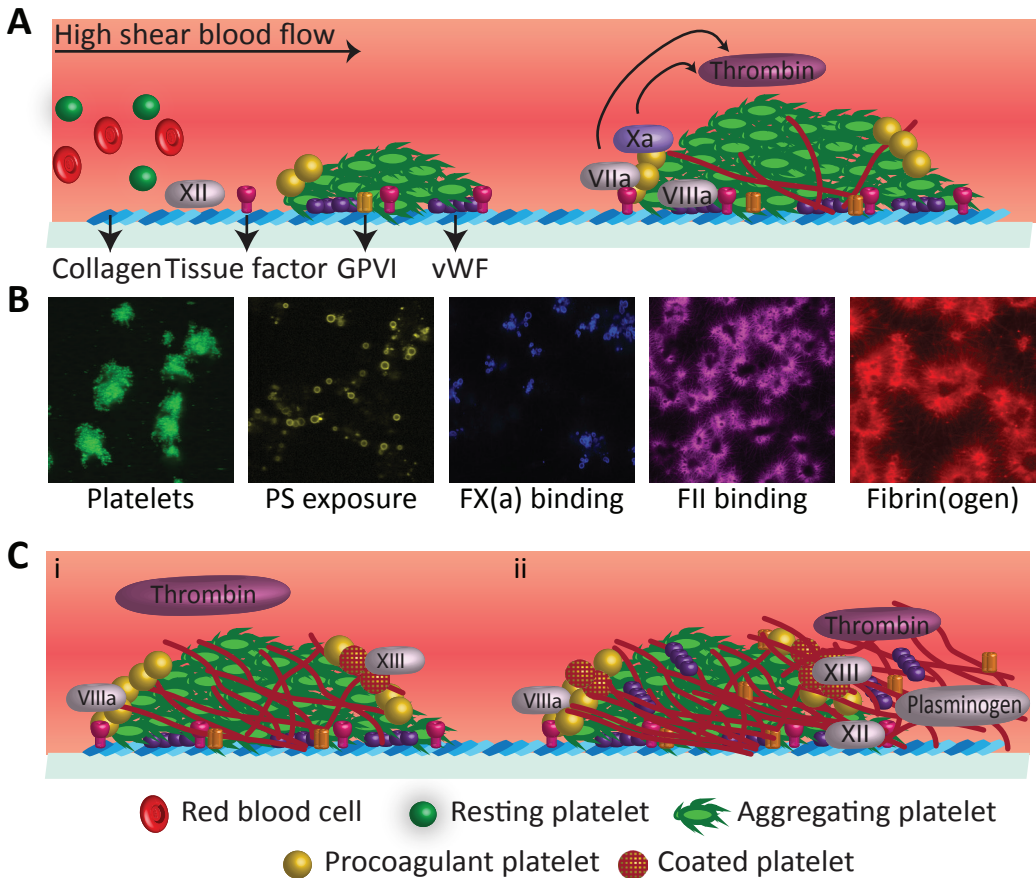 A
High shear blood flow
Thrombin
Xa
VIIa
VIIIa
XII
Collagen Tissue factor GPVI vWF
B
Platelets PS exposure FX(a) binding FII binding Fibrin(ogen)
C
i
ii
Thrombin
Thrombin
XIII
XIII
VIIIa
VIIIa
Plasminogen
XII
Red blood cell Resting platelet Aggregating platelet
Procoagulant platelet Coated platelet